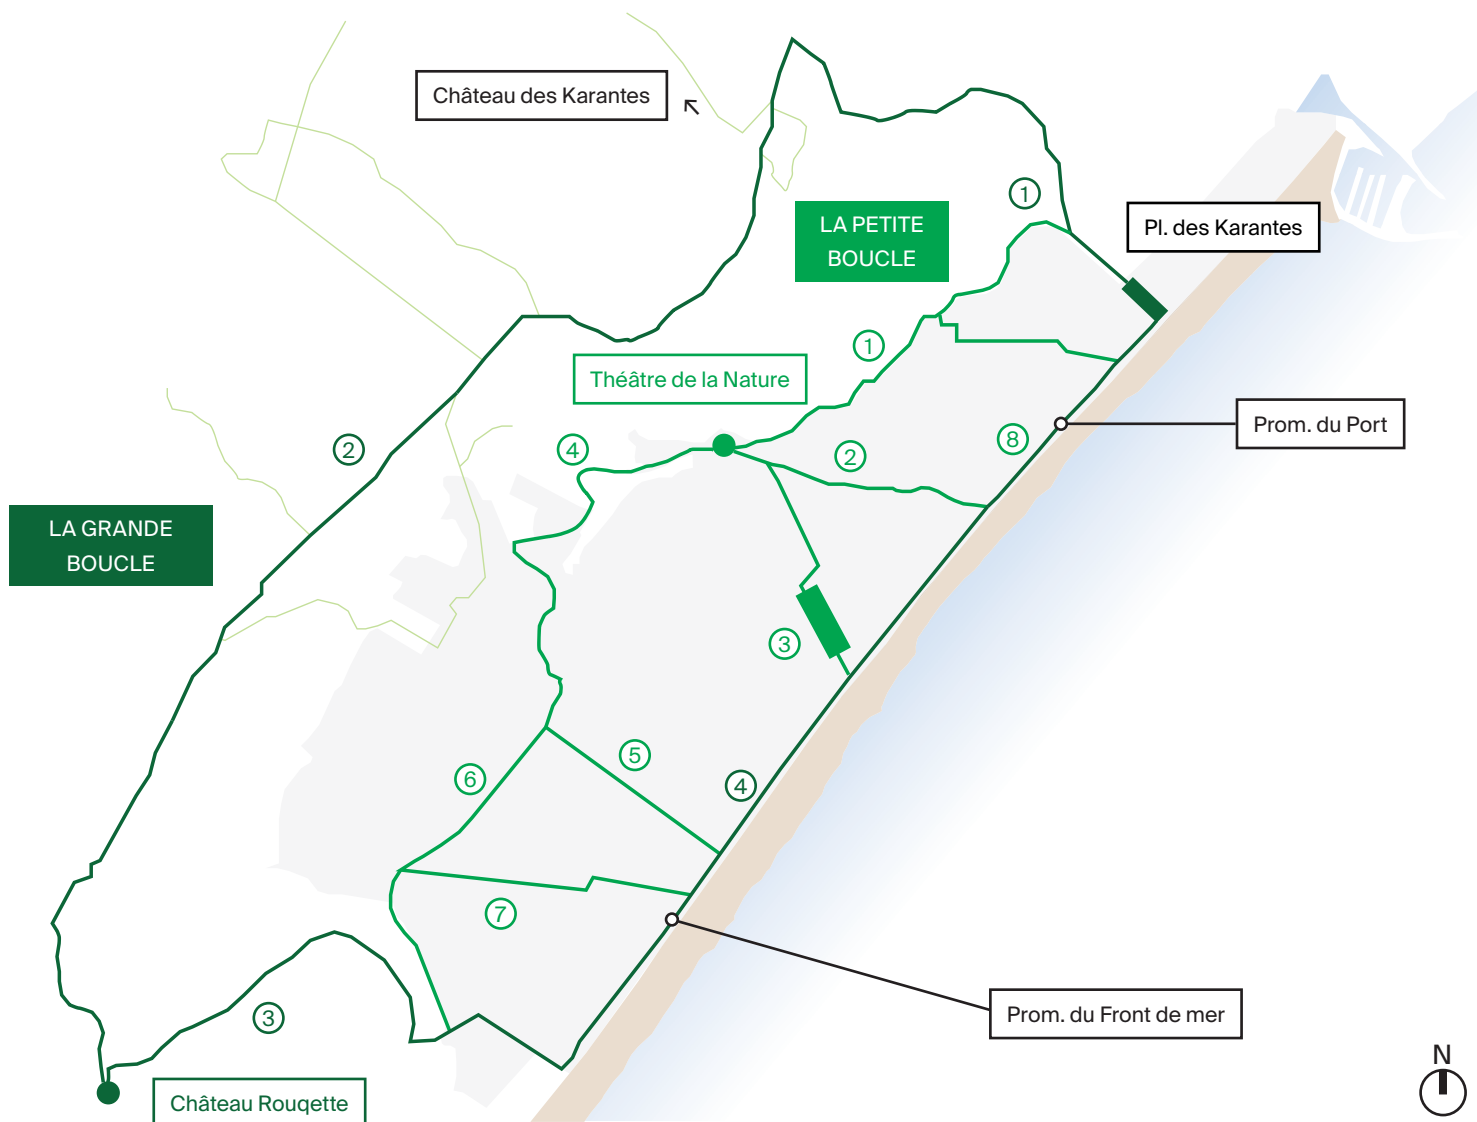 Château des Karantes
1
LA PETITE
BOUCLE
Pl. des Karantes
1
Théâtre de la Nature
Prom. du Port
8
2
4
2
LA GRANDE
BOUCLE
3
5
4
6
7
Prom. du Front de mer
3
N
Château Rouqette